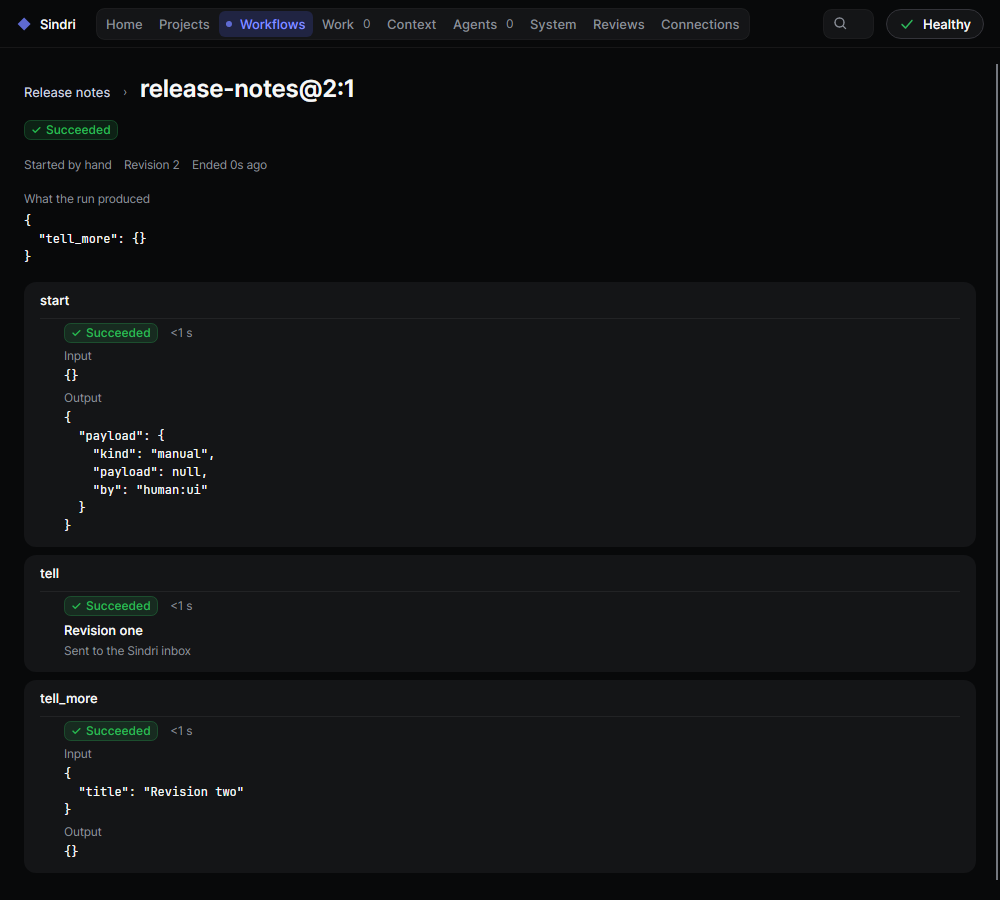 Sindri
Home Projects Workflows Work 0 Context Agents 0 System Reviews Connections
Healthy
Release notes › release-notes@2:1
Succeeded
Started by hand Revision 2 Ended 0s ago
What the run produced
{
  "tell_more": {}
}
start
Succeeded <1 s
Input
{}
Output
{
  "payload": {
    "kind": "manual",
    "payload": null,
    "by": "human:ui"
  }
}
tell
Succeeded <1 s
Revision one
Sent to the Sindri inbox
tell_more
Succeeded <1 s
Input
{
  "title": "Revision two"
}
Output
{}